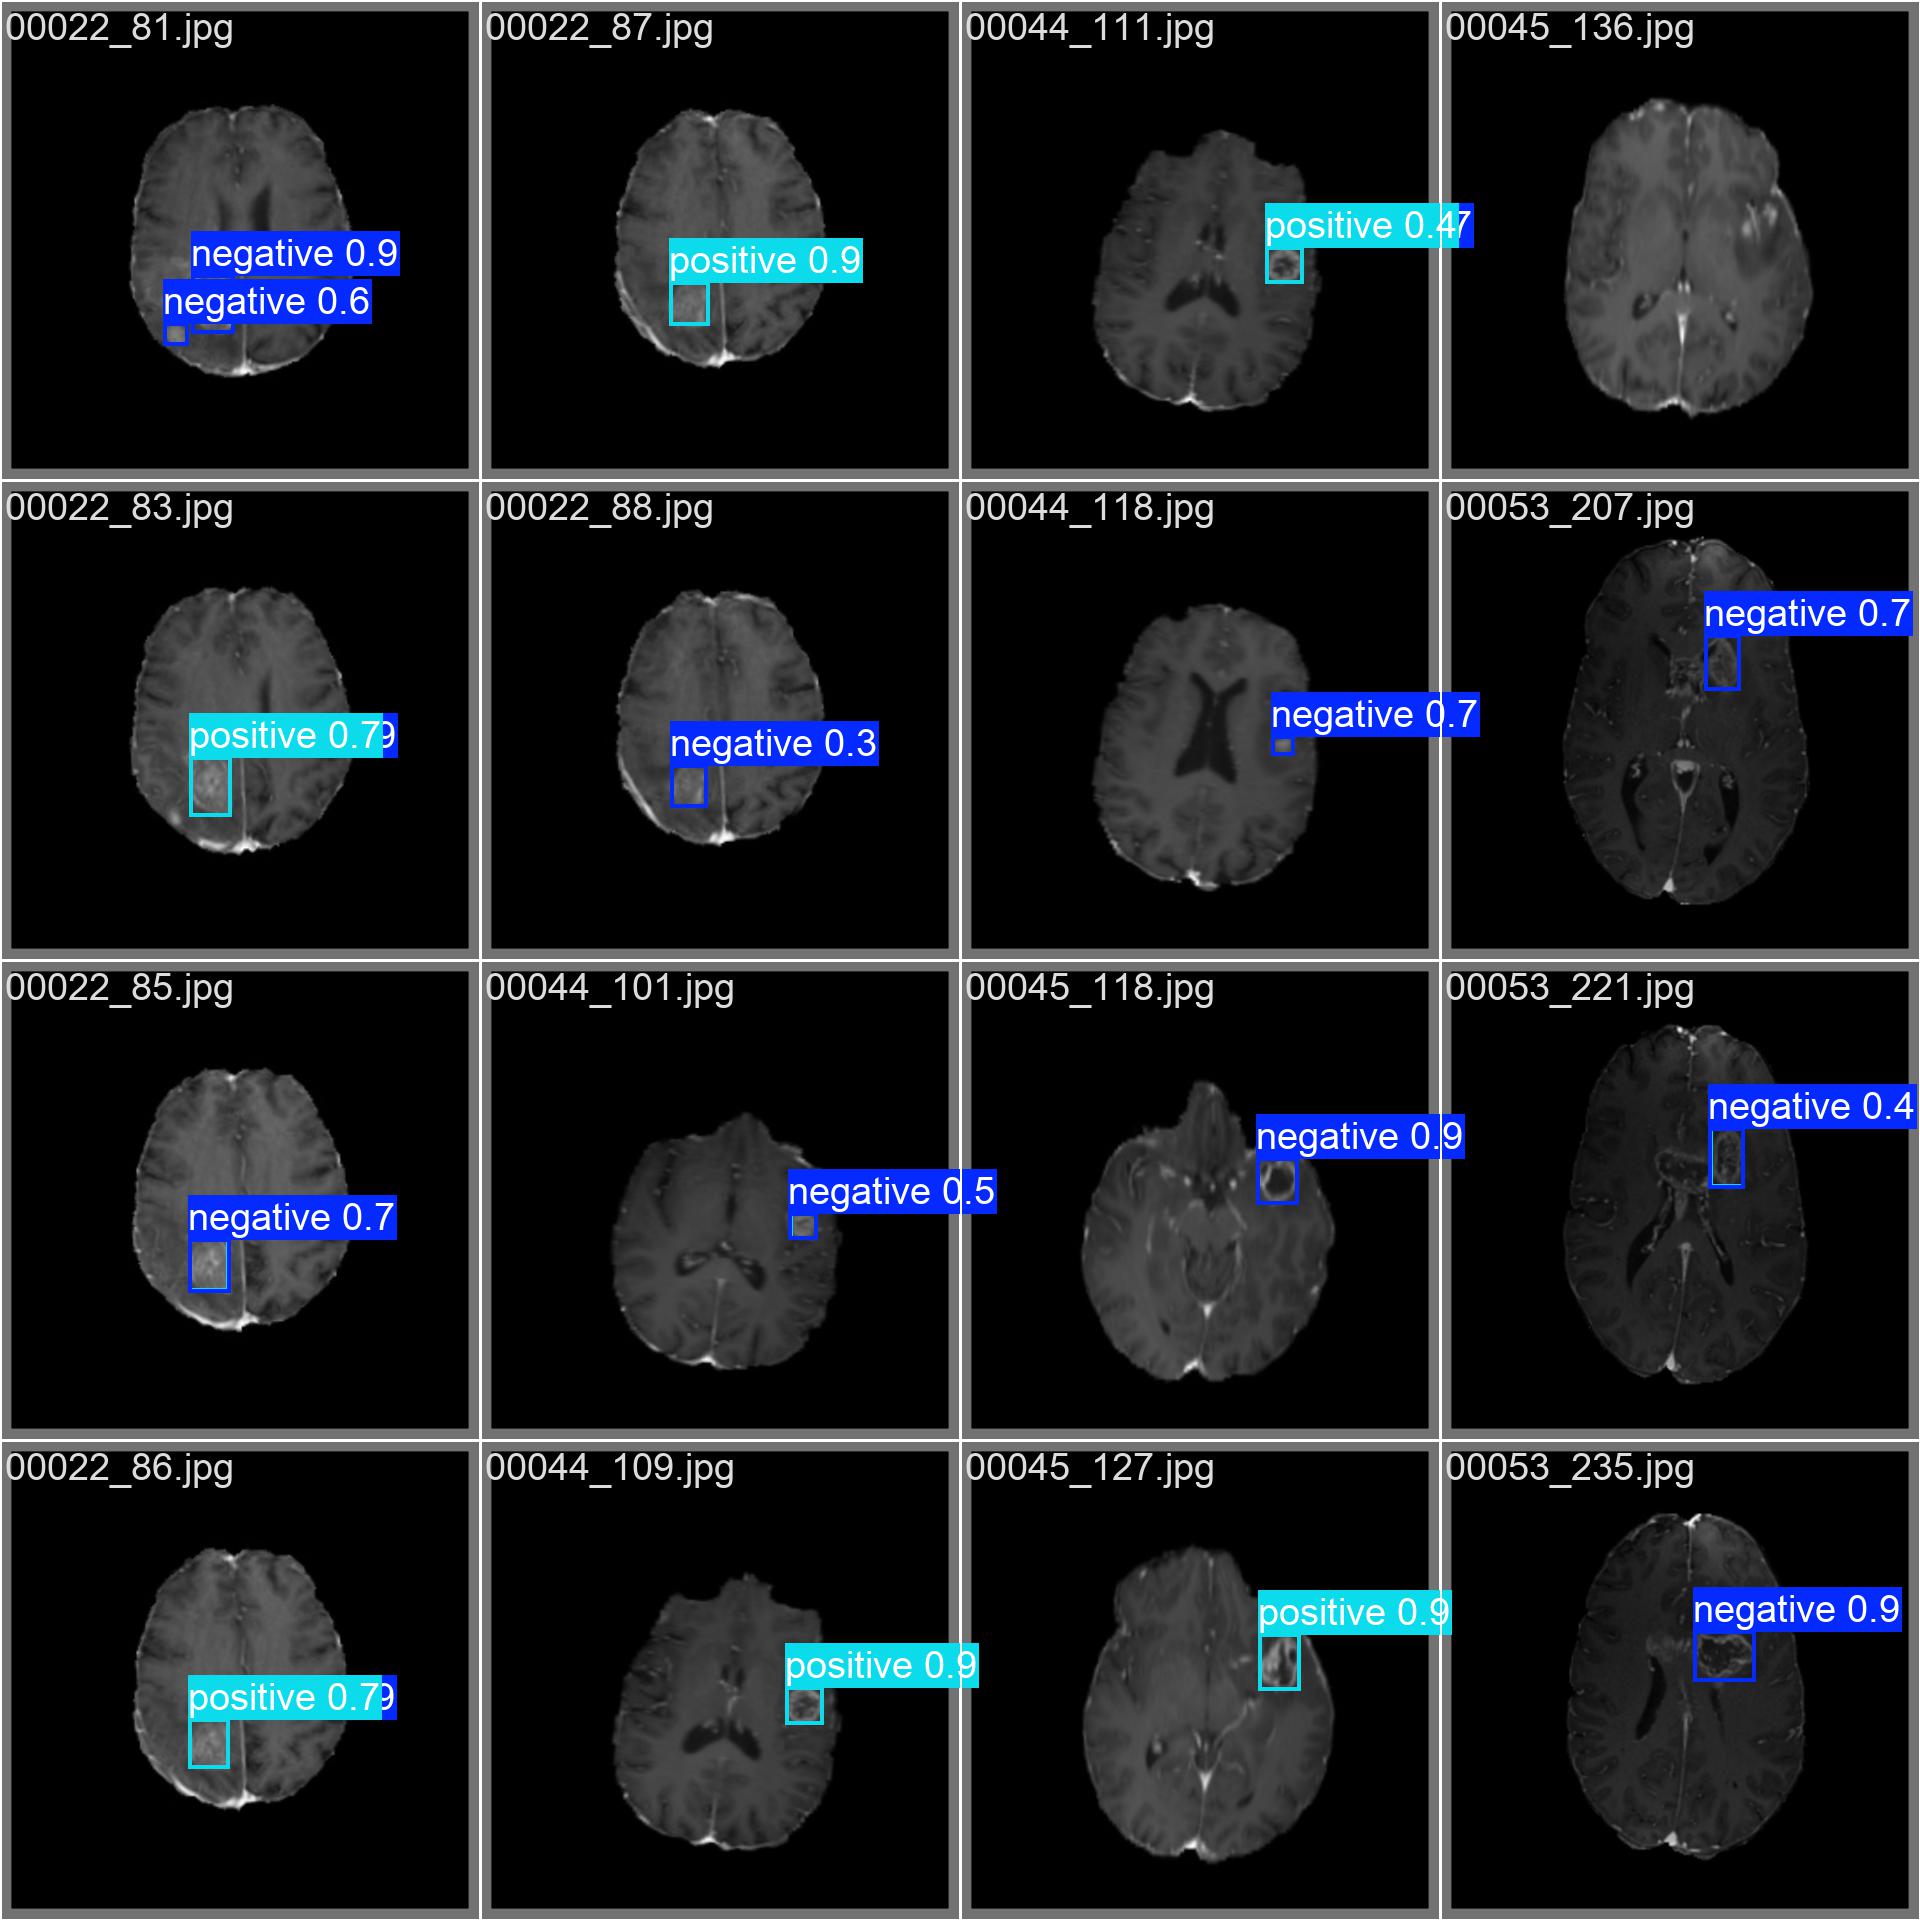 00022_81.jpg
negative 0.9
negative 0.6
00022_87.jpg
positive 0.9
00044_111.jpg
positive 0.47
00045_136.jpg
00022_83.jpg
positive 0.79
00022_88.jpg
negative 0.3
00044_118.jpg
negative 0.7
00053_207.jpg
negative 0.7
00022_85.jpg
negative 0.7
00044_101.jpg
negative 0.5
00045_118.jpg
negative 0.9
00053_221.jpg
negative 0.4
00022_86.jpg
positive 0.79
00044_109.jpg
positive 0.9
00045_127.jpg
positive 0.9
00053_235.jpg
negative 0.9